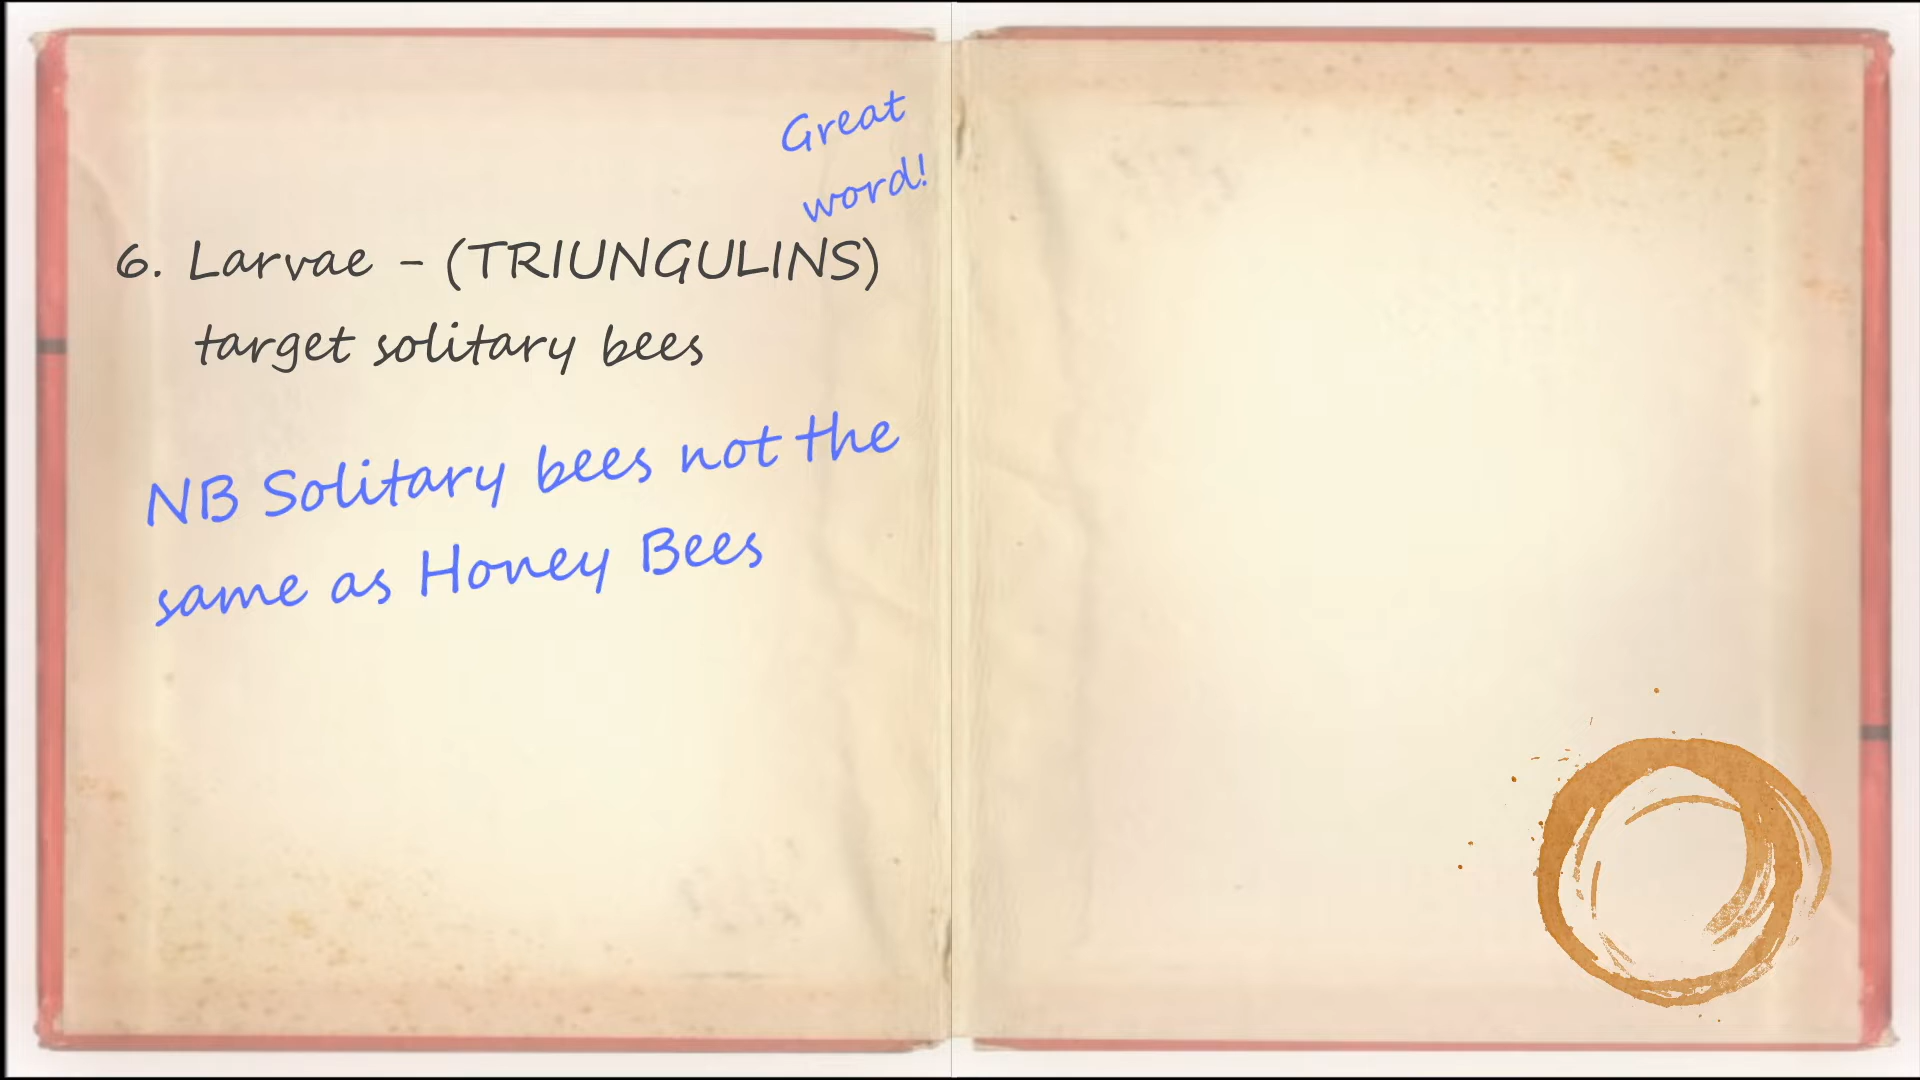 Great
word!
6. Larvae - (TRIUNGULINS)
target solitary bees
NB Solitary bees not the
same as Honey Bees